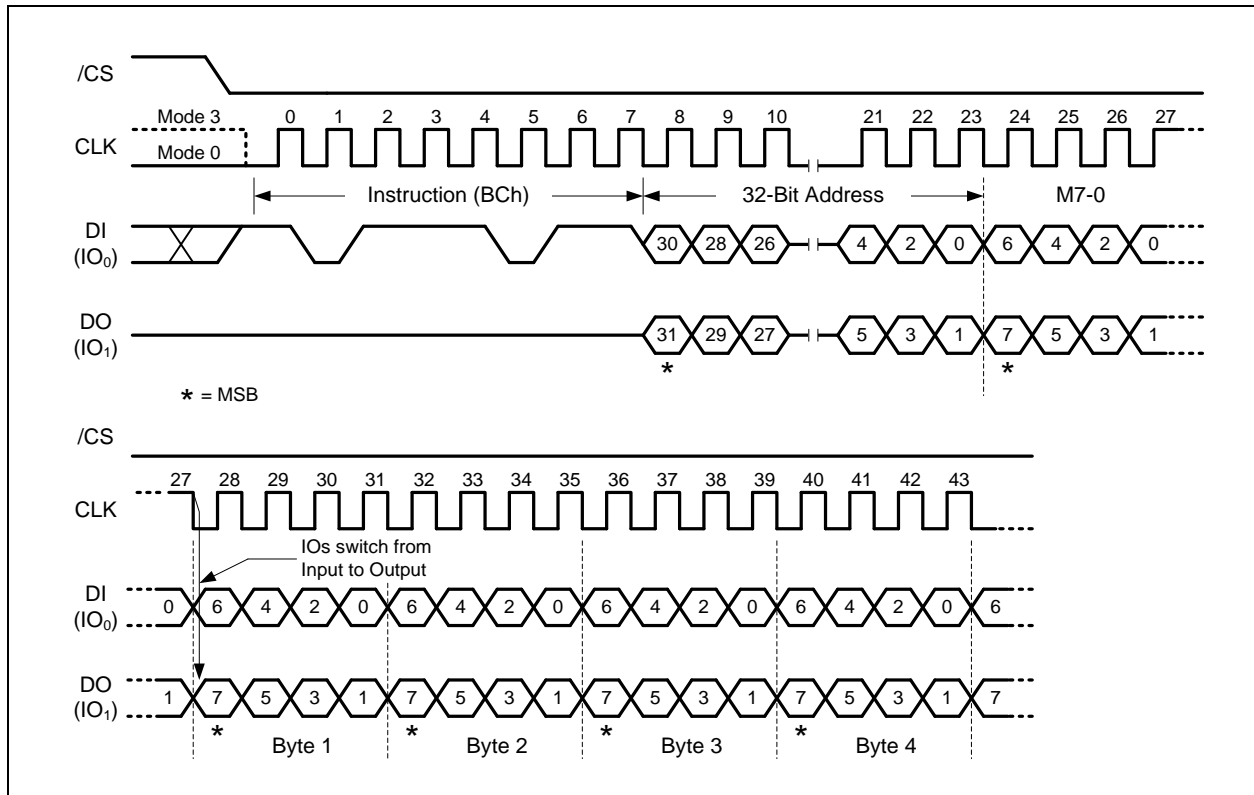 /CS
Mode 3 0 1 2 3 4 5 6 7 8 9 10 21 22 23 24 25 26 27
CLK
Mode 0
Instruction (BCh) 32-Bit Address M7-0
DI
(IO₀) 30 28 26 4 2 0 6 4 2 0
DO
(IO₁) 31 29 27 5 3 1 7 5 3 1
* *
* = MSB
/CS
27 28 29 30 31 32 33 34 35 36 37 38 39 40 41 42 43
CLK
IOs switch from
Input to Output
DI
(IO₀) 0 6 4 2 0 6 4 2 0 6 4 2 0 6 4 2 0 6
DO
(IO₁) 1 7 5 3 1 7 5 3 1 7 5 3 1 7 5 3 1 7
* * * *
Byte 1 Byte 2 Byte 3 Byte 4